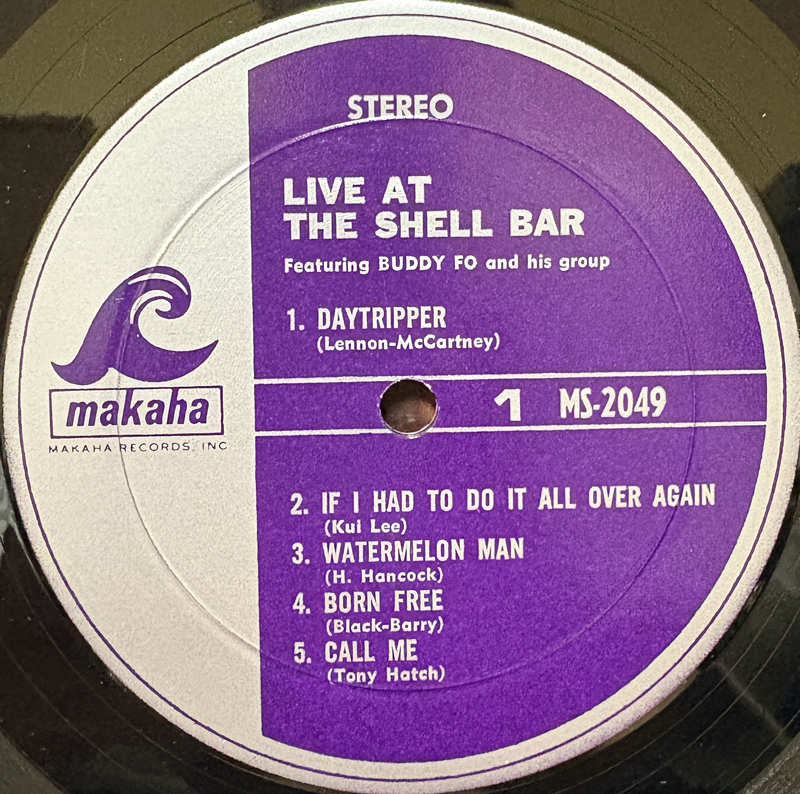 STEREO
LIVE AT
THE SHELL BAR
Featuring BUDDY FO and his group
1. DAYTRIPPER
(Lennon-McCartney)
makaha
MAKAHA RECORDS, INC
1 MS-2049
2. IF I HAD TO DO IT ALL OVER AGAIN
(Kui Lee)
3. WATERMELON MAN
(H. Hancock)
4. BORN FREE
(Black-Barry)
5. CALL ME
(Tony Hatch)